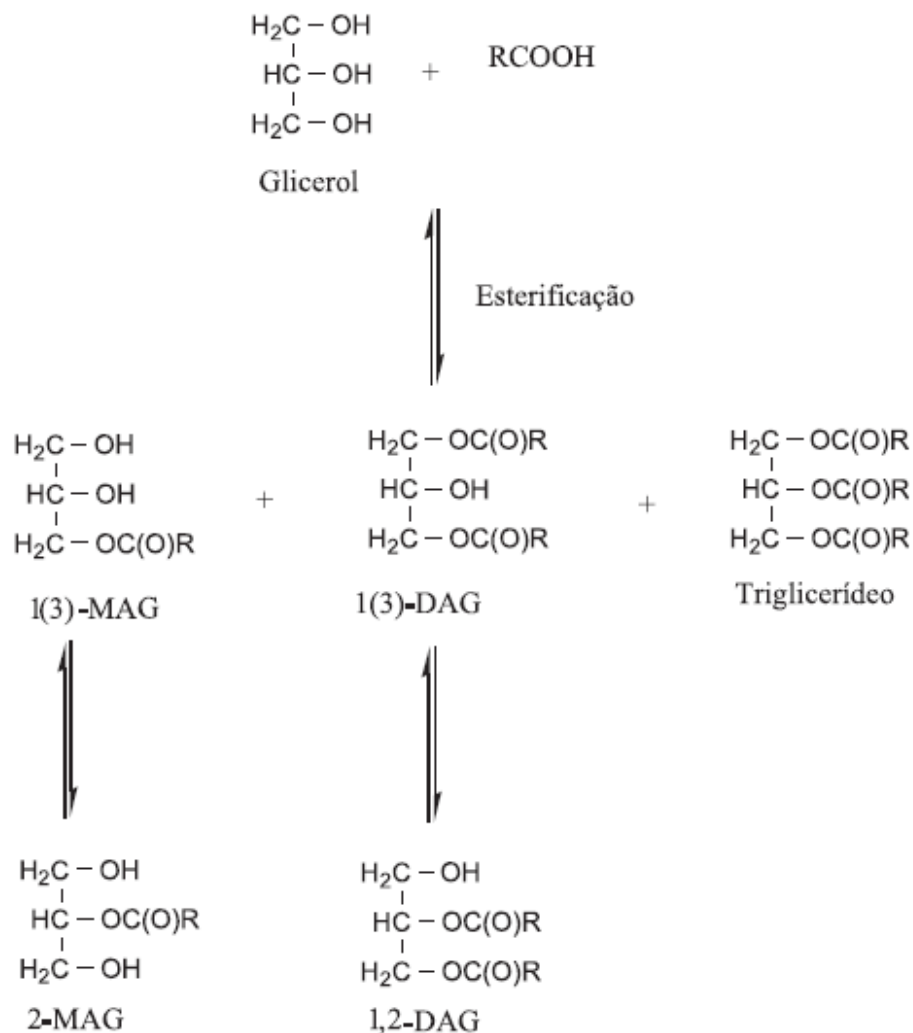 H₂C – OH
HC – OH + RCOOH
H₂C – OH
Glicerol
Esterificação
H₂C – OH H₂C – OC(O)R H₂C – OC(O)R
HC – OH + HC – OH + HC – OC(O)R
H₂C – OC(O)R H₂C – OC(O)R H₂C – OC(O)R
1(3)-MAG 1(3)-DAG Triglicerídeo
H₂C – OH H₂C – OH
HC – OC(O)R HC – OC(O)R
H₂C – OH H₂C – OC(O)R
2-MAG 1,2-DAG